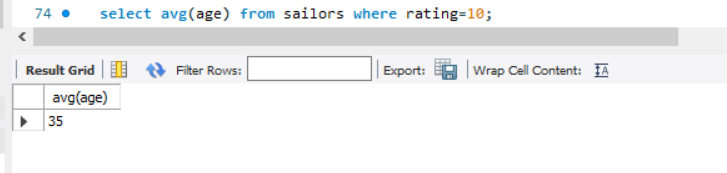 74 select avg(age) from sailors where rating=10;
Result Grid Filter Rows: Export: Wrap Cell Content: IA
avg(age)
35